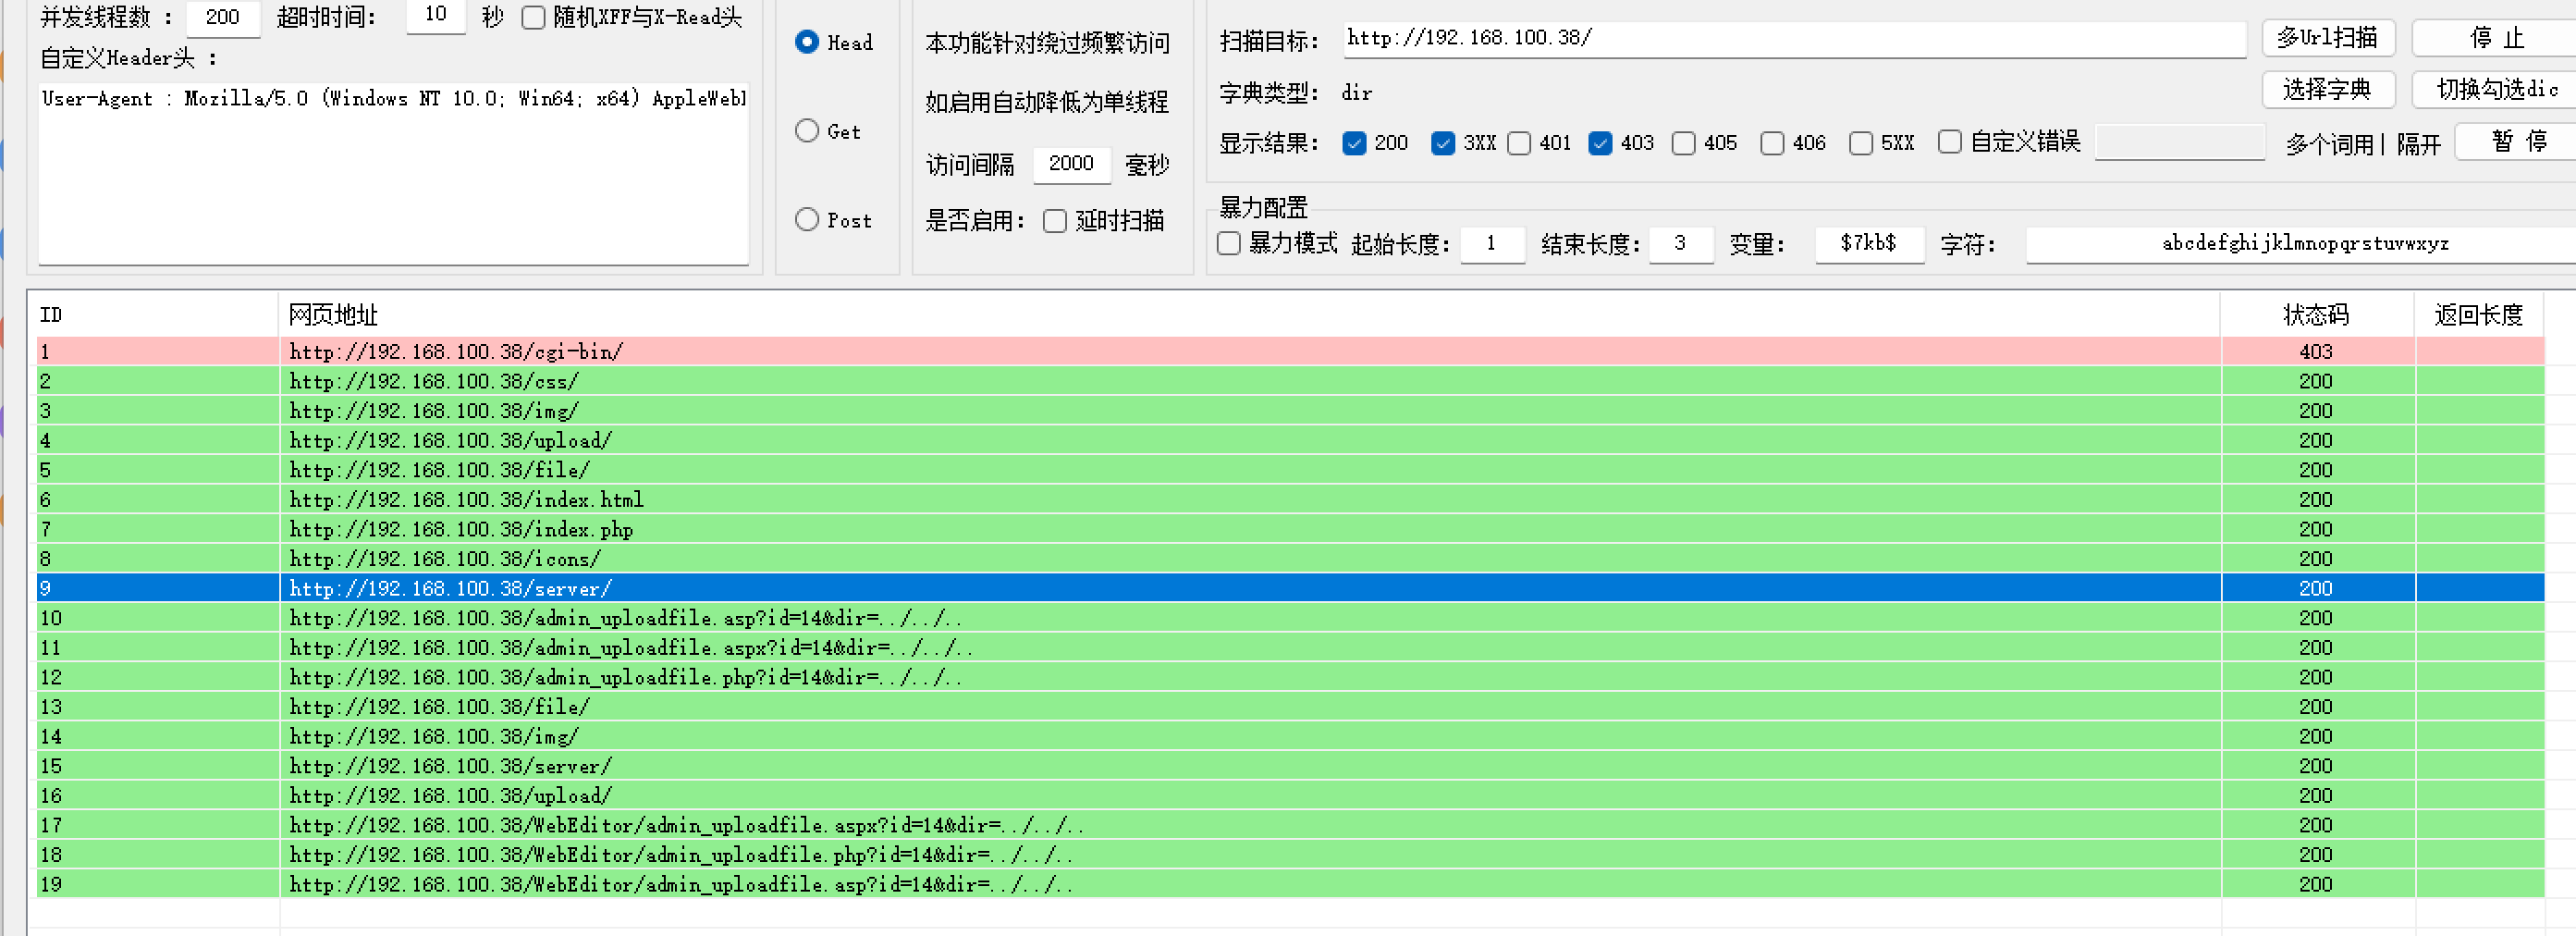 并发线程数 : 200 超时时间: 10 秒 随机XFF与X-Read头
自定义Header头 :
User-Agent : Mozilla/5.0 (Windows NT 10.0; Win64; x64)
Head
Get
Post
本功能针对绕过频繁访问
如启用自动降低为单线程
访问间隔 2000 毫秒
是否启用: 延时扫描
扫描目标: http://192.168.100.38/ 多Url扫描 停 止
字典类型: dir 选择字典 切换勾选dic
显示结果: 200 3XX 401 403 405 406 5XX 自定义错误 多个词用| 隔开 暂 停
暴力配置
暴力模式 起始长度: 1 结束长度: 3 变量: $7kb$ 字符: abcdefghijklmnopqrstuvwxyz
ID 网页地址 状态码 返回长度
1 http://192.168.100.38/cgi-bin/ 403
2 http://192.168.100.38/css/ 200
3 http://192.168.100.38/img/ 200
4 http://192.168.100.38/upload/ 200
5 http://192.168.100.38/file/ 200
6 http://192.168.100.38/index.html 200
7 http://192.168.100.38/index.php 200
8 http://192.168.100.38/icons/ 200
9 http://192.168.100.38/server/ 200
10 http://192.168.100.38/admin_uploadfile.asp?id=14&dir=../../.. 200
11 http://192.168.100.38/admin_uploadfile.aspx?id=14&dir=../../.. 200
12 http://192.168.100.38/admin_uploadfile.php?id=14&dir=../../.. 200
13 http://192.168.100.38/file/ 200
14 http://192.168.100.38/img/ 200
15 http://192.168.100.38/server/ 200
16 http://192.168.100.38/upload/ 200
17 http://192.168.100.38/WebEditor/admin_uploadfile.aspx?id=14&dir=../../.. 200
18 http://192.168.100.38/WebEditor/admin_uploadfile.php?id=14&dir=../../.. 200
19 http://192.168.100.38/WebEditor/admin_uploadfile.asp?id=14&dir=../../.. 200